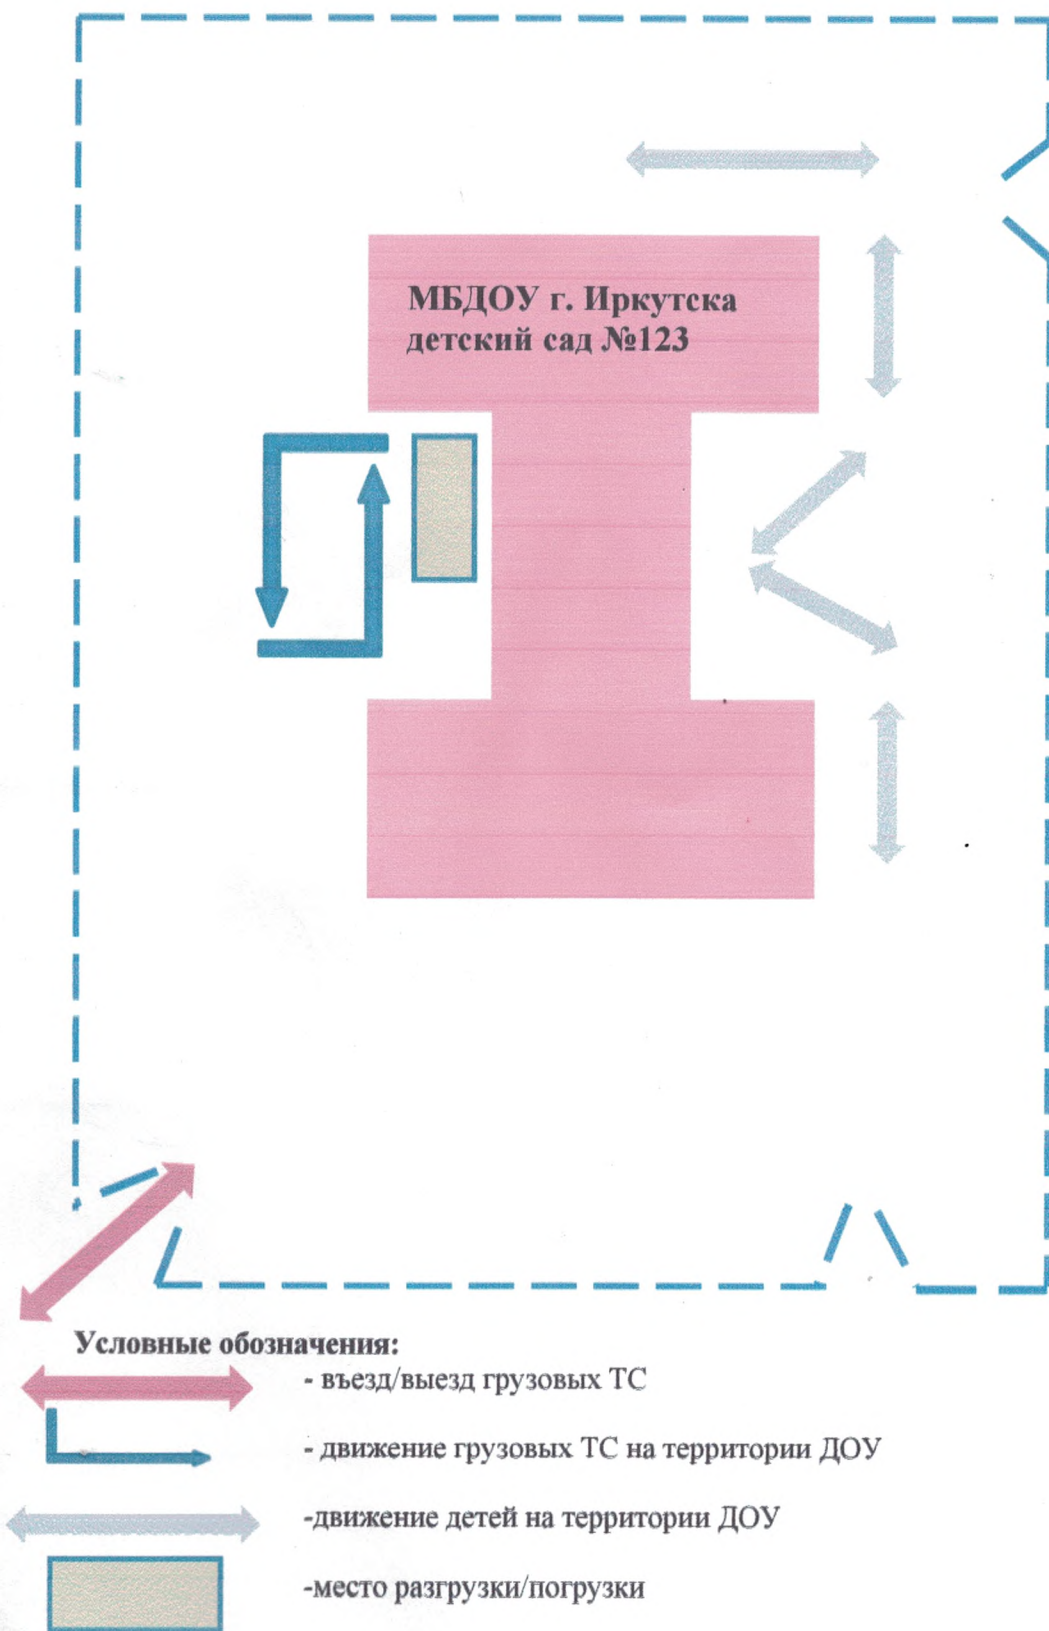 МБДОУ г. Иркутска
детский сад №123
Условные обозначения:
- въезд/выезд грузовых ТС
- движение грузовых ТС на территории ДОУ
-движение детей на территории ДОУ
-место разгрузки/погрузки